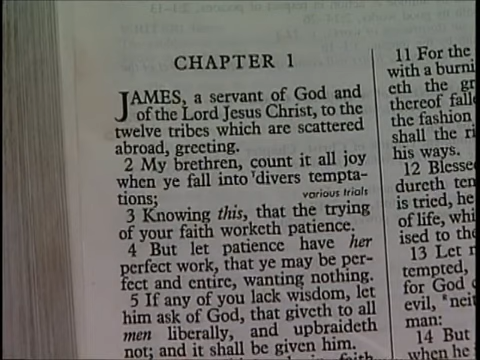 CHAPTER 1
JAMES, a servant of God and
of the Lord Jesus Christ, to the
twelve tribes which are scattered
abroad, greeting.
2 My brethren, count it all joy
when ye fall into 'divers tempta-
tions;
various trials
3 Knowing this, that the trying
of your faith worketh patience.
4 But let patience have her
perfect work, that ye may be per-
fect and entire, wanting nothing.
5 If any of you lack wisdom, let
him ask of God, that giveth to all
men liberally, and upbraideth
not; and it shall be given him.
11 For the
with a burni
eth the gr
thereof falle
the fashion
shall the ri
his ways.
12 Blesse
dureth tem
is tried, he
of life, whi
ised to the
13 Let
tempted,
for God
evil, "neit
man:
14 But
when he